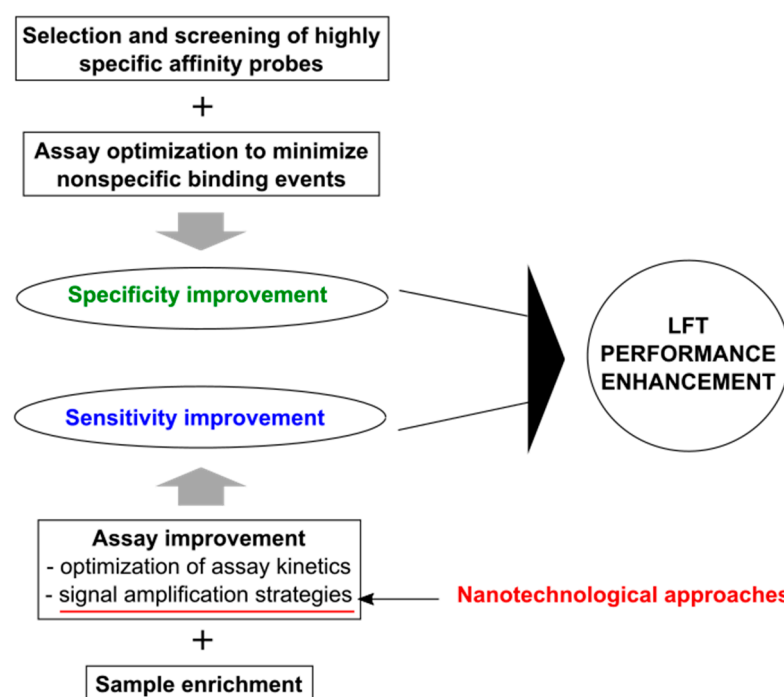 Selection and screening of highly
specific affinity probes
+
Assay optimization to minimize
nonspecific binding events
Specificity improvement
LFT
PERFORMANCE
ENHANCEMENT
Sensitivity improvement
Assay improvement
- optimization of assay kinetics
- signal amplification strategies
Nanotechnological approaches
+
Sample enrichment